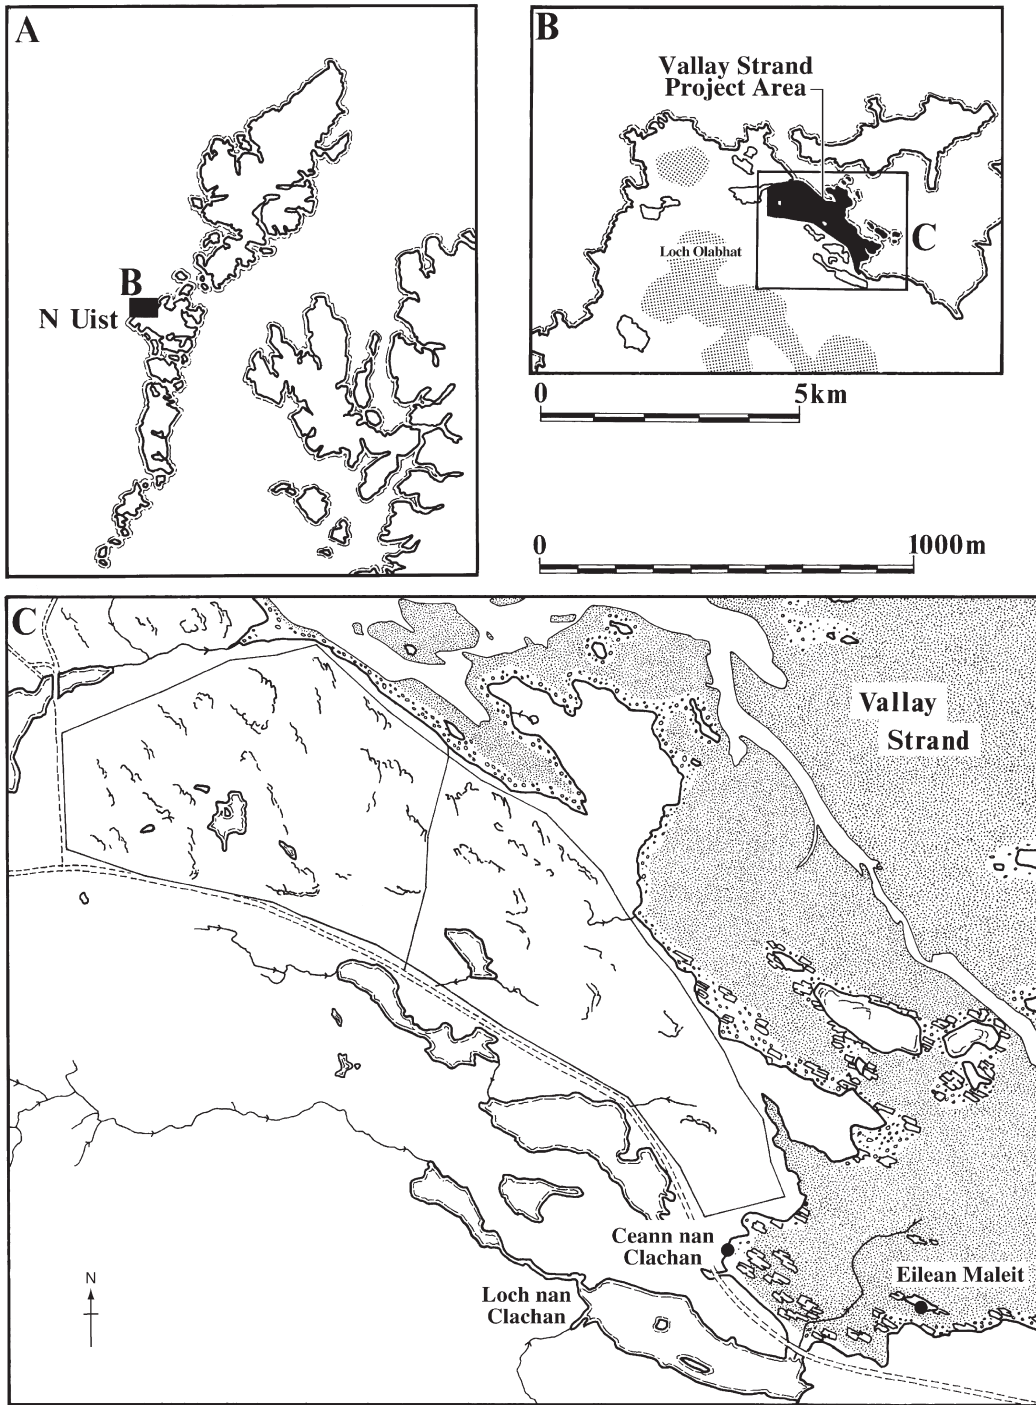 A
B
N Uist
B
Vallay Strand
Project Area
Loch Olabhat
C
0 5km
0 1000m
C
Vallay
Strand
Ceann nan
Clachan
Eilean Maleit
Loch nan
Clachan
N